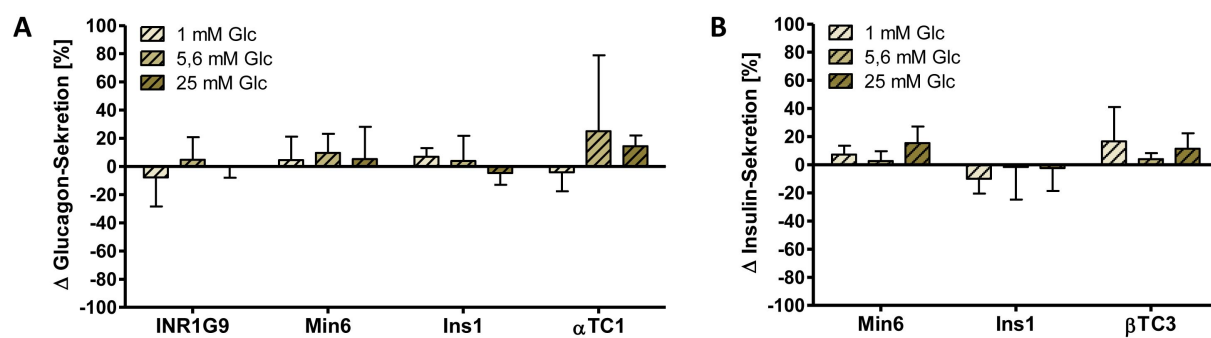 A
Δ Glucagon-Sekretion [%]
100
80
60
40
20
0
-20
-40
-60
-80
-100
1 mM Glc
5,6 mM Glc
25 mM Glc
INR1G9 Min6 Ins1 αTC1
B
Δ Insulin-Sekretion [%]
100
80
60
40
20
0
-20
-40
-60
-80
-100
1 mM Glc
5,6 mM Glc
25 mM Glc
Min6 Ins1 βTC3